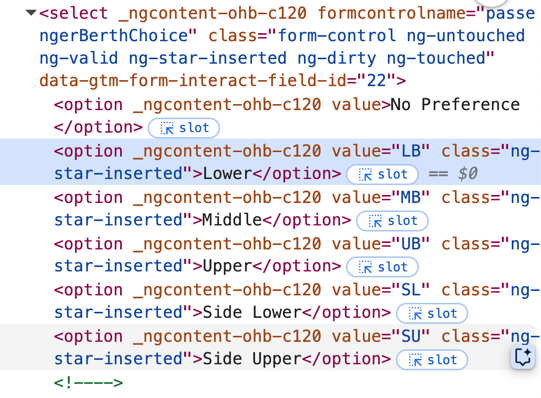 <select _ngcontent-ohb-c120 formcontrolname="passe
ngerBerthChoice" class="form-control ng-untouched
ng-valid ng-star-inserted ng-dirty ng-touched"
data-gtm-form-interact-field-id="22">
<option _ngcontent-ohb-c120 value>No Preference
</option> slot
<option _ngcontent-ohb-c120 value="LB" class="ng-
star-inserted">Lower</option> slot == $0
<option _ngcontent-ohb-c120 value="MB" class="ng-
star-inserted">Middle</option> slot
<option _ngcontent-ohb-c120 value="UB" class="ng-
star-inserted">Upper</option> slot
<option _ngcontent-ohb-c120 value="SL" class="ng-
star-inserted">Side Lower</option> slot
<option _ngcontent-ohb-c120 value="SU" class="ng-
star-inserted">Side Upper</option> slot
<!---->